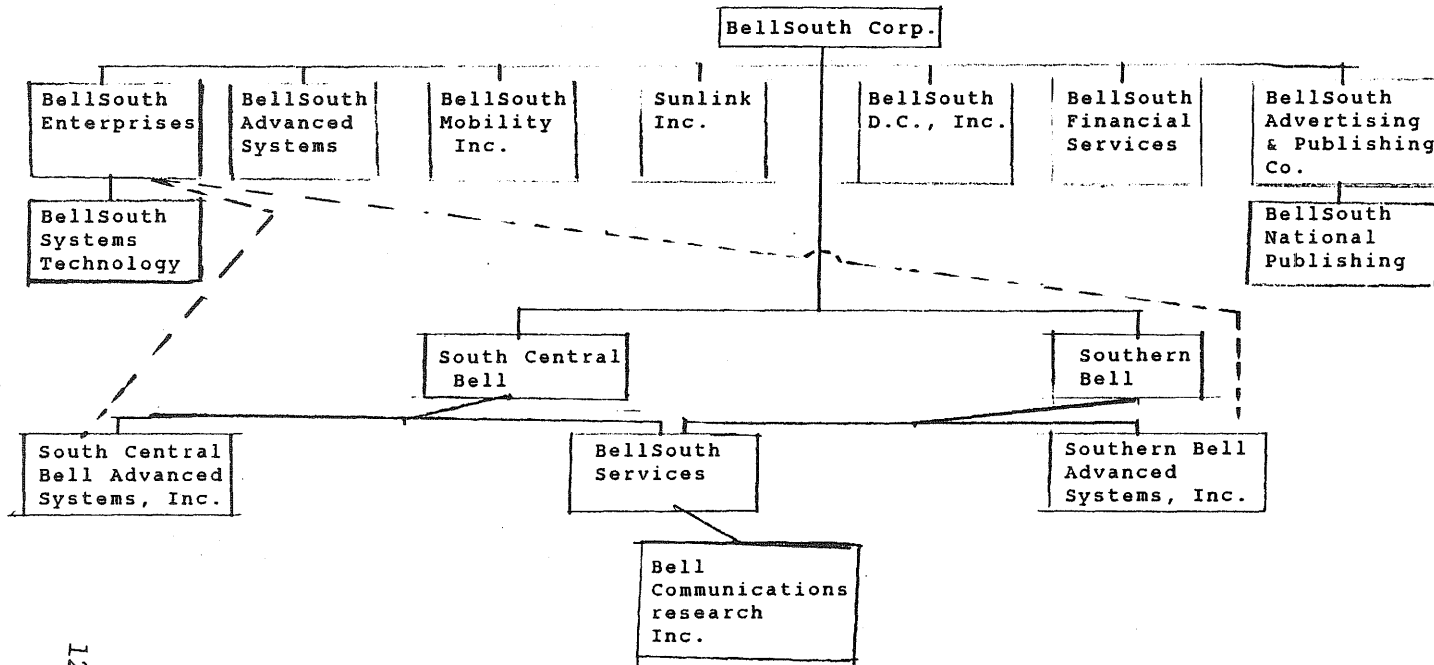 BellSouth Corp.
BellSouth
Enterprises
BellSouth
Advanced
Systems
BellSouth
Mobility
Inc.
Sunlink
Inc.
BellSouth
D.C., Inc.
BellSouth
Financial
Services
BellSouth
Advertising
& Publishing
Co.
BellSouth
Systems
Technology
BellSouth
National
Publishing
South Central
Bell
Southern
Bell
South Central
Bell Advanced
Systems, Inc.
BellSouth
Services
Southern Bell
Advanced
Systems, Inc.
Bell
Communications
research
Inc.